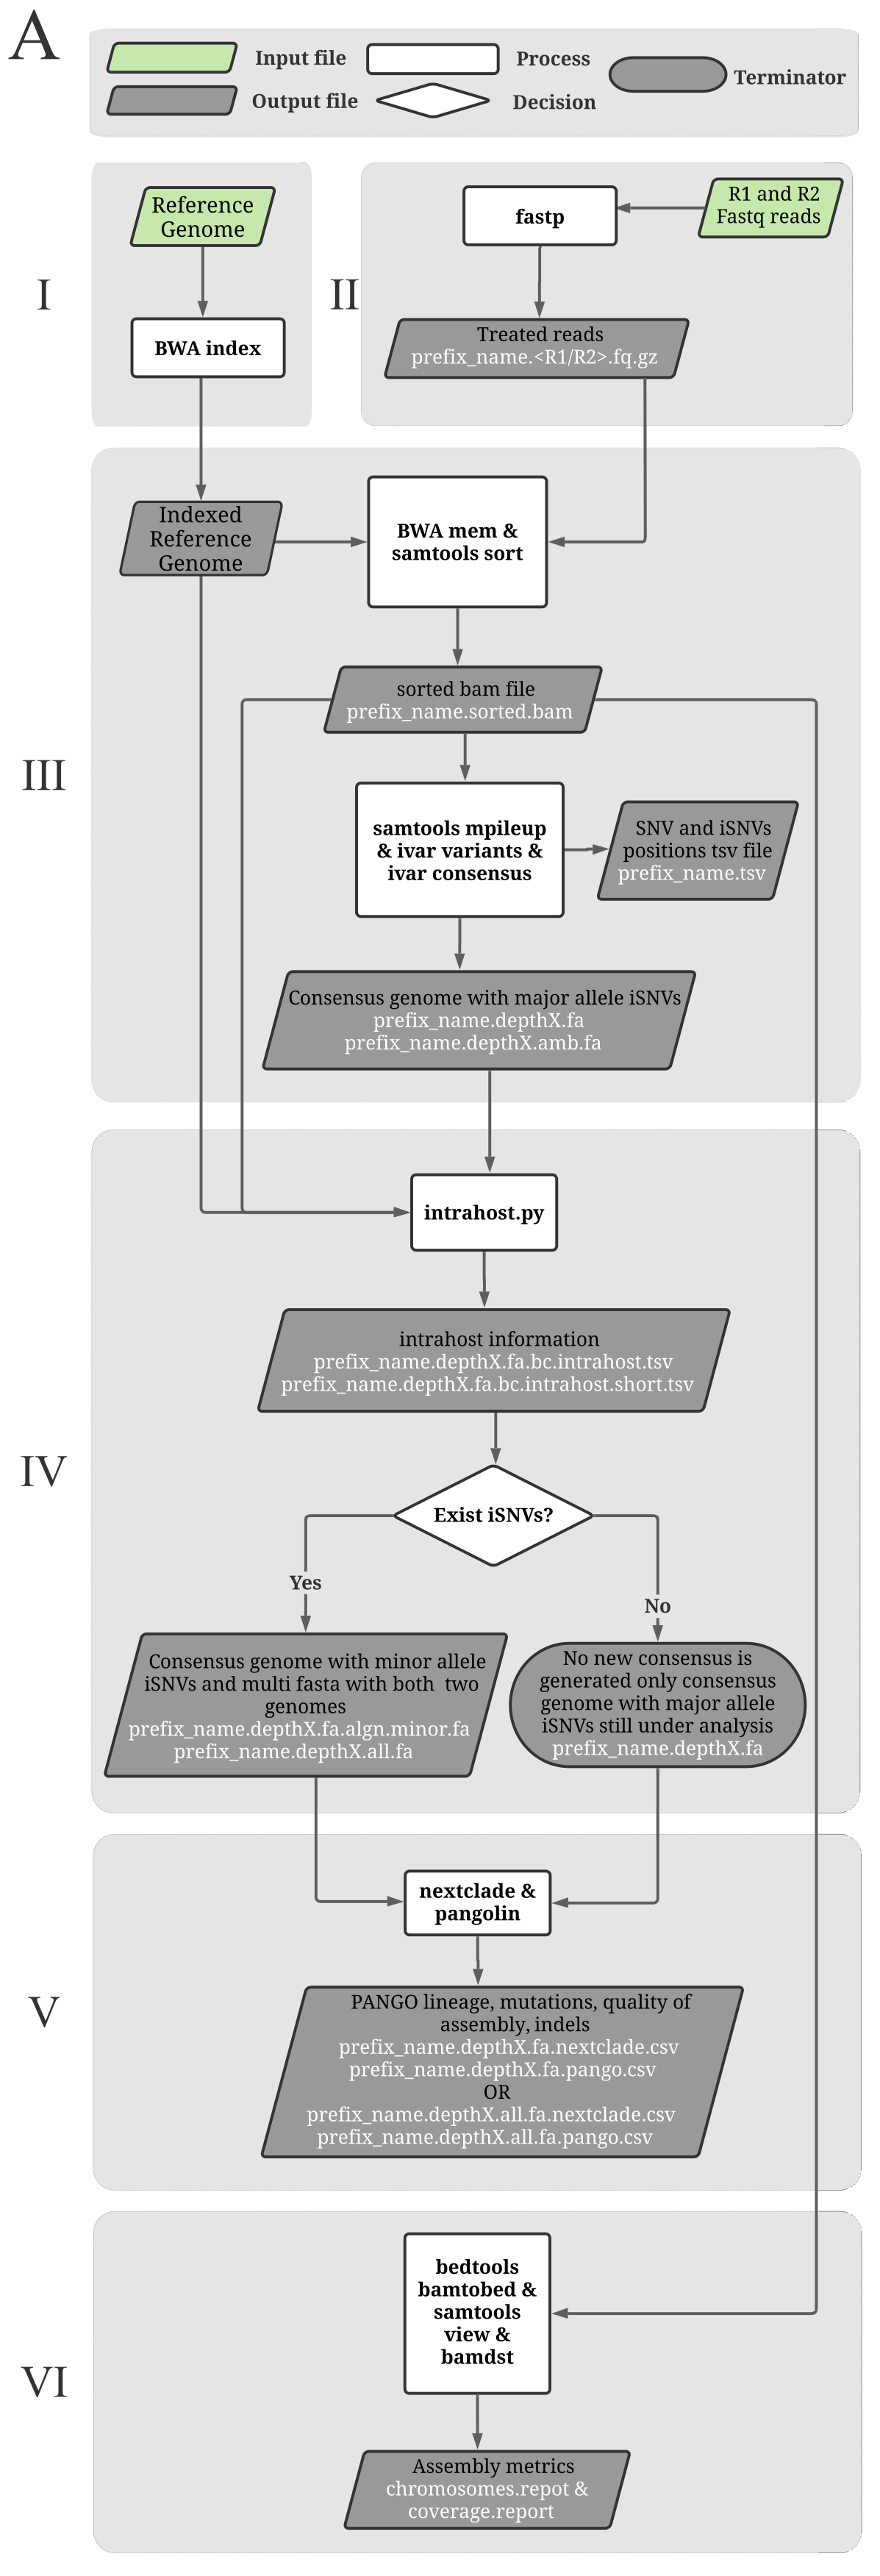 A
Input file
Process
Terminator
Output file
Decision
Reference
Genome
R1 and R2
Fastq reads
fastp
I
II
BWA index
Treated reads
prefix_name.<R1/R2>.fq.gz
Indexed
Reference
Genome
BWA mem &
samtools sort
sorted bam file
prefix_name.sorted.bam
III
samtools mpileup
& ivar variants &
ivar consensus
SNV and iSNVs
positions tsv file
prefix_name.tsv
Consensus genome with major allele iSNVs
prefix_name.depthX.fa
prefix_name.depthX.amb.fa
intrahost.py
intrahost information
prefix_name.depthX.fa.bc.intrahost.tsv
prefix_name.depthX.fa.bc.intrahost.short.tsv
IV
Exist iSNVs?
Yes
No
Consensus genome with minor allele
iSNVs and multi fasta with both two
genomes
prefix_name.depthX.fa.algn.minor.fa
prefix_name.depthX.all.fa
No new consensus is
generated only consensus
genome with major allele
iSNVs still under analysis
prefix_name.depthX.fa
nextclade &
pangolin
V
PANGO lineage, mutations, quality of
assembly, indels
prefix_name.depthX.fa.nextclade.csv
prefix_name.depthX.fa.pango.csv
OR
prefix_name.depthX.all.fa.nextclade.csv
prefix_name.depthX.all.fa.pango.csv
bedtools
bamtobed &
samtools
view &
bamdst
VI
Assembly metrics
chromosomes.repot &
coverage.report